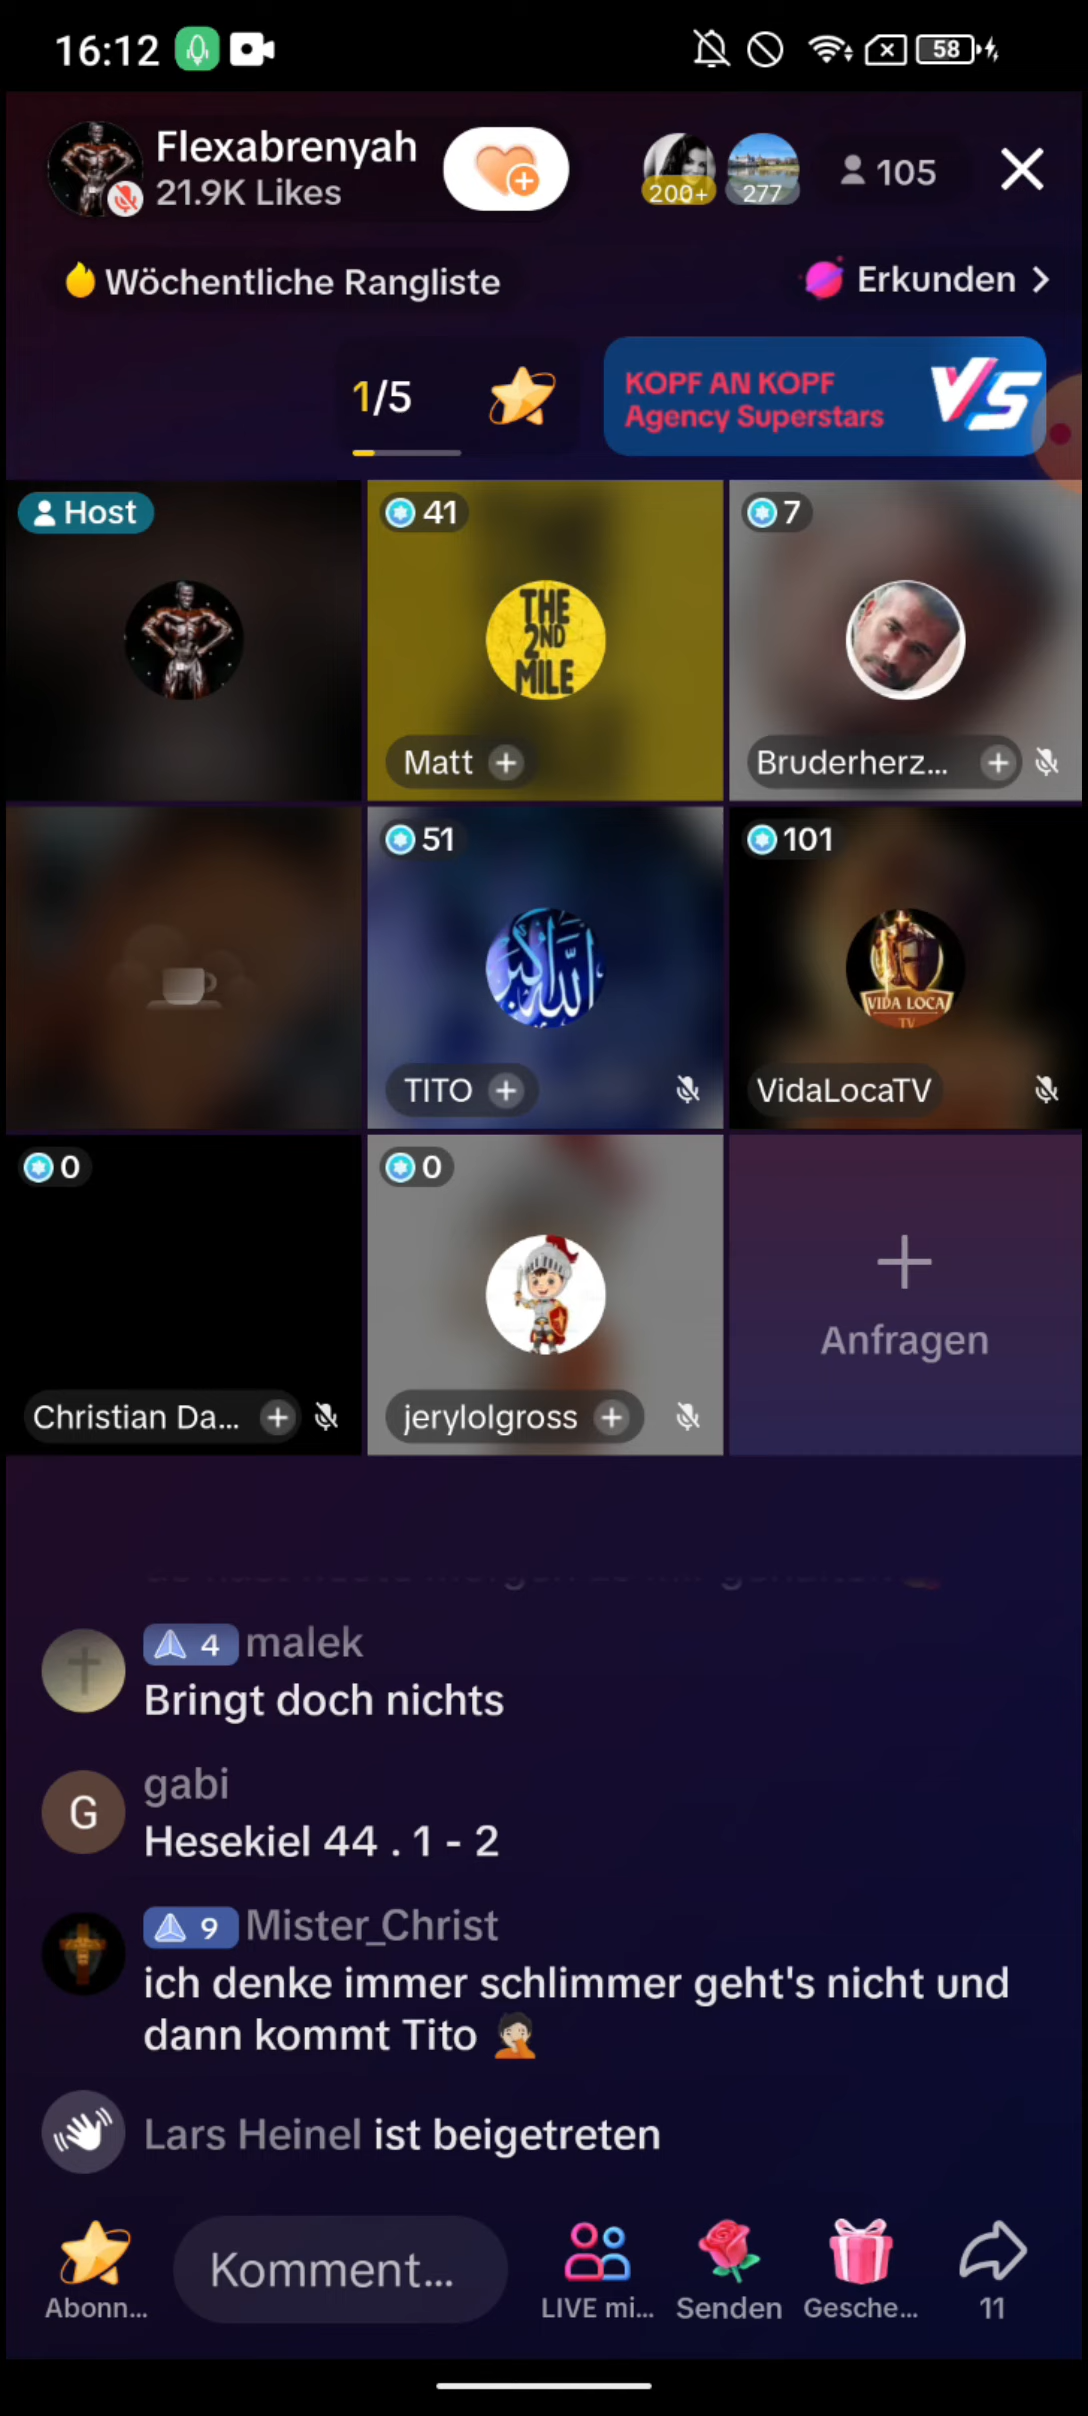 16:12
58
Flexabrenyah
21.9K Likes
200+
277
105
Wöchentliche Rangliste
Erkunden
1/5
KOPF AN KOPF
Agency Superstars
VS
Host
41
7
THE
2ND
MILE
Matt
Bruderherz...
51
101
الله اكبر
VIDA LOCA
TV
TITO
VidaLocaTV
0
0
Anfragen
Christian Da...
jerylolgross
4 malek
Bringt doch nichts
G
gabi
Hesekiel 44 . 1 - 2
9 Mister_Christ
ich denke immer schlimmer geht's nicht und
dann kommt Tito 🤦🏻
Lars Heinel ist beigetreten
Komment...
Abonn...
LIVE mi...
Senden
Gesche...
11